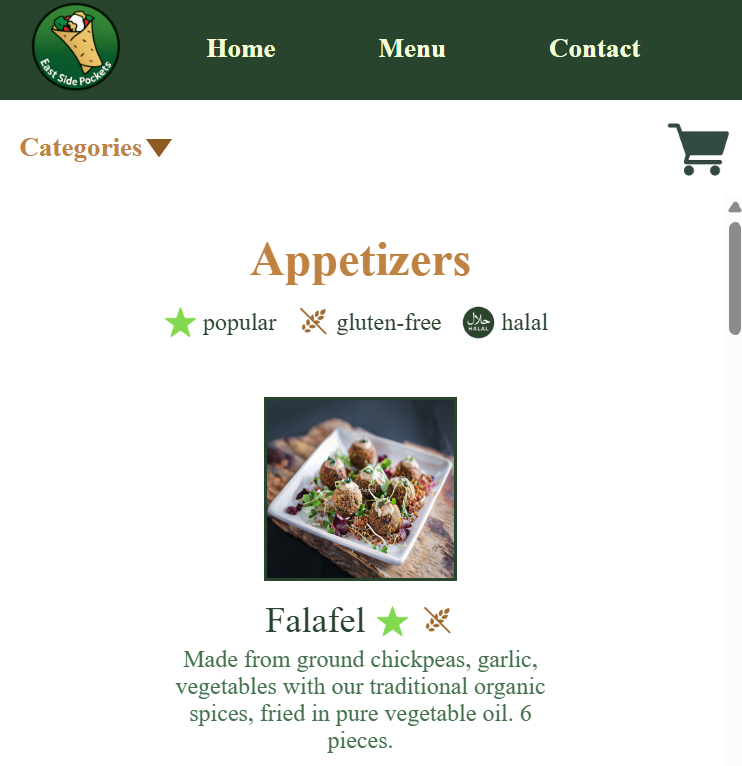 East Side Pockets
Home Menu Contact
Categories
Appetizers
popular gluten-free حلال HALAL halal
Falafel
Made from ground chickpeas, garlic,
vegetables with our traditional organic
spices, fried in pure vegetable oil. 6
pieces.